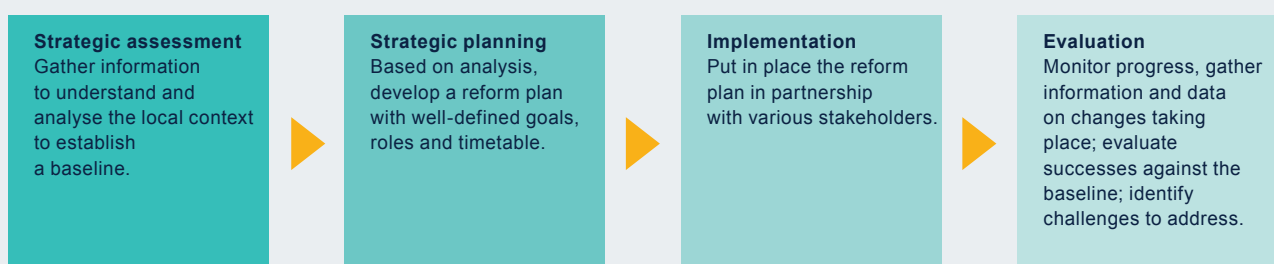 Strategic assessment
Gather information
to understand and
analyse the local context
to establish
a baseline.
Strategic planning
Based on analysis,
develop a reform plan
with well-defined goals,
roles and timetable.
Implementation
Put in place the reform
plan in partnership
with various stakeholders.
Evaluation
Monitor progress, gather
information and data
on changes taking
place; evaluate
successes against the
baseline; identify
challenges to address.